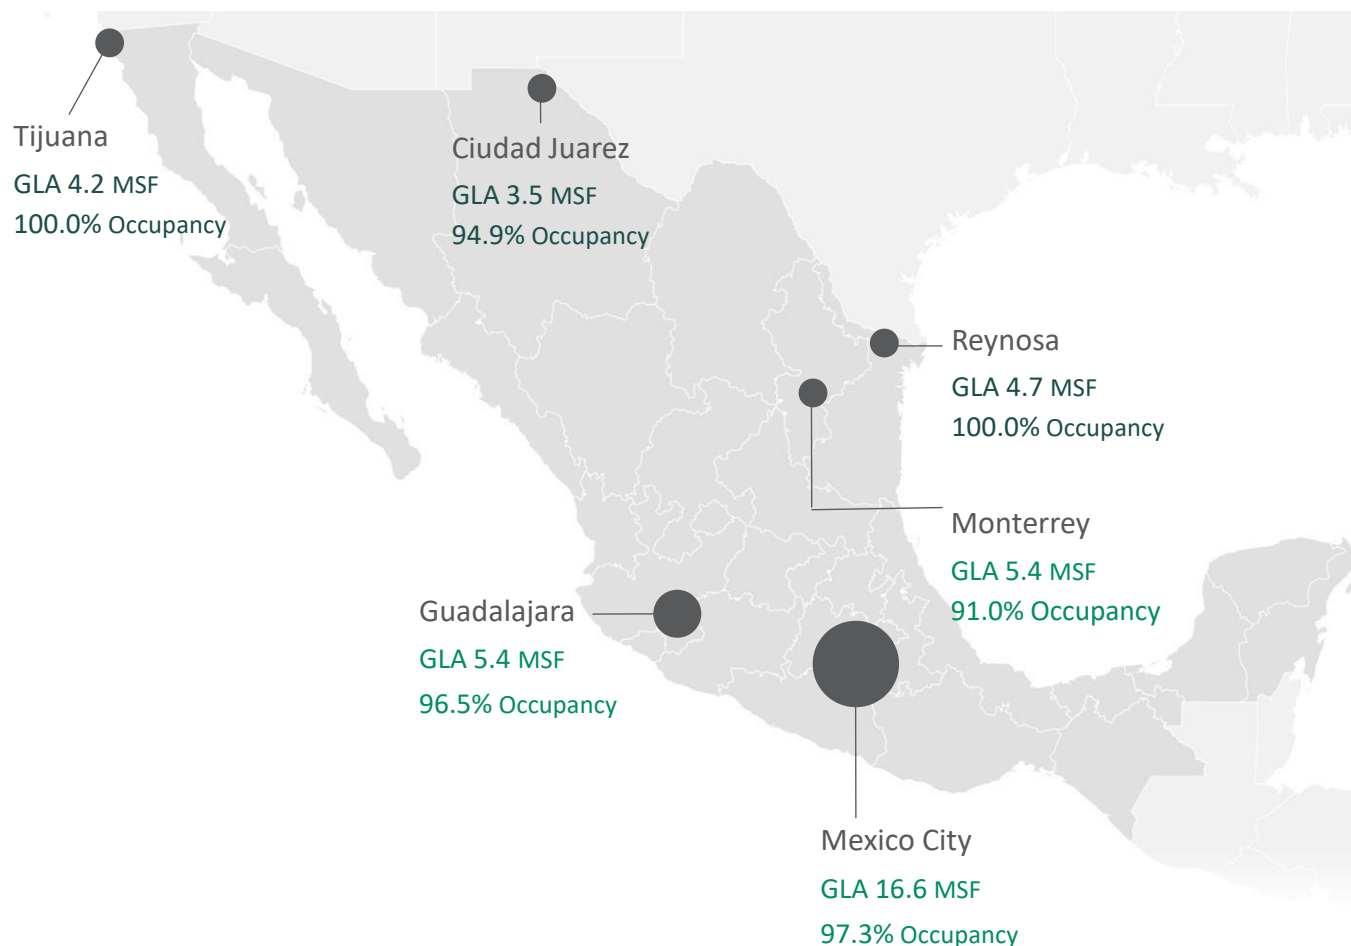 Tijuana
GLA 4.2 MSF
100.0% Occupancy
Ciudad Juarez
GLA 3.5 MSF
94.9% Occupancy
Reynosa
GLA 4.7 MSF
100.0% Occupancy
Monterrey
GLA 5.4 MSF
91.0% Occupancy
Guadalajara
GLA 5.4 MSF
96.5% Occupancy
Mexico City
GLA 16.6 MSF
97.3% Occupancy